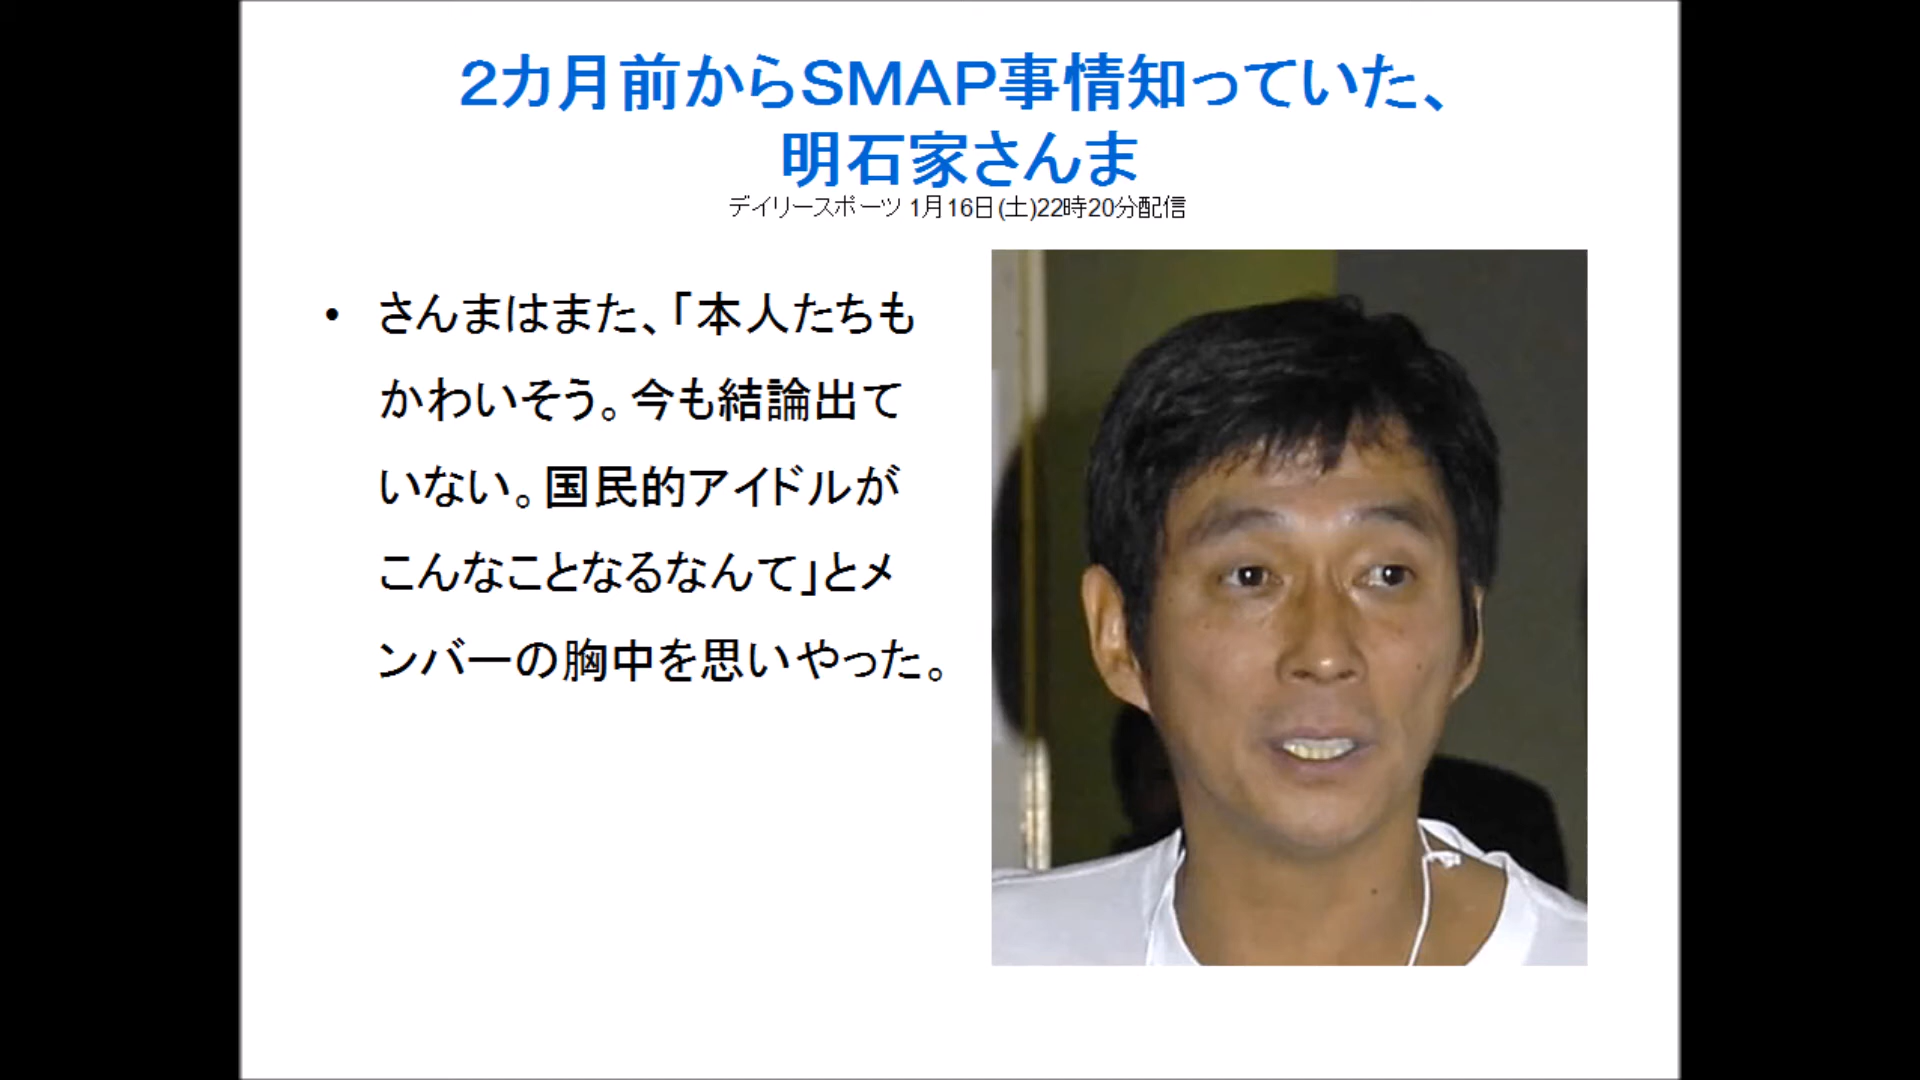 ２カ月前からＳＭＡＰ事情知っていた、
明石家さんま
デイリースポーツ 1月16日(土)22時20分配信
• さんまはまた、「本人たちも
かわいそう。今も結論出て
いない。国民的アイドルが
こんなことなるなんて」とメ
ンバーの胸中を思いやった。